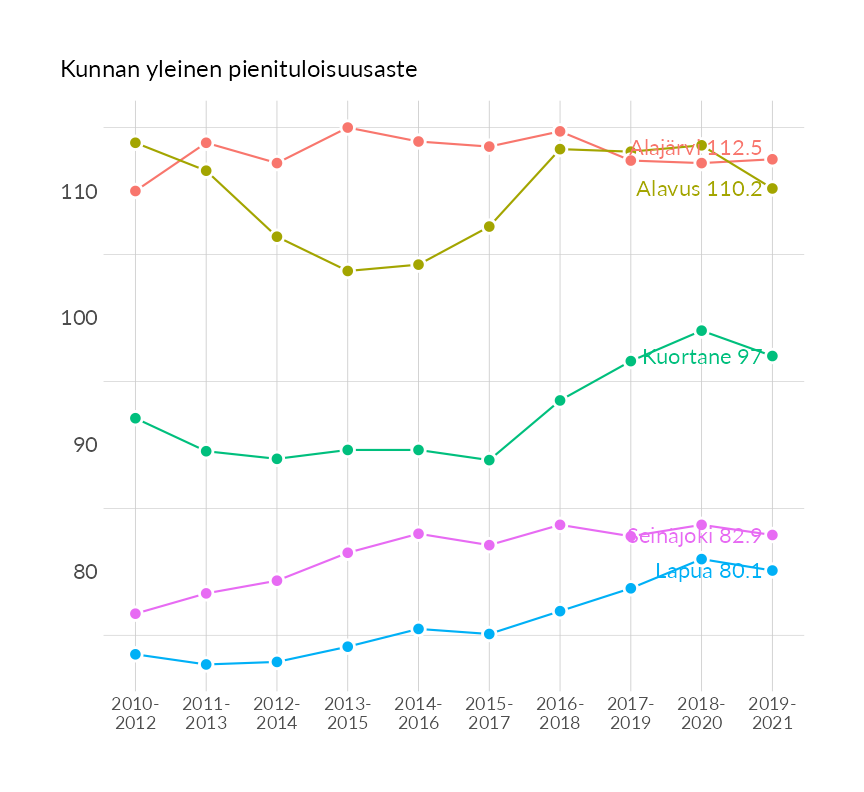 Kunnan yleinen pienituloisuusaste
Alajärvi 112.5
110
Alavus 110.2
100
Kuortane 97
90
Seinäjoki 82.9
80
Lapua 80.1
2010- 2011- 2012- 2013- 2014- 2015- 2016- 2017- 2018- 2019-
2012 2013 2014 2015 2016 2017 2018 2019 2020 2021